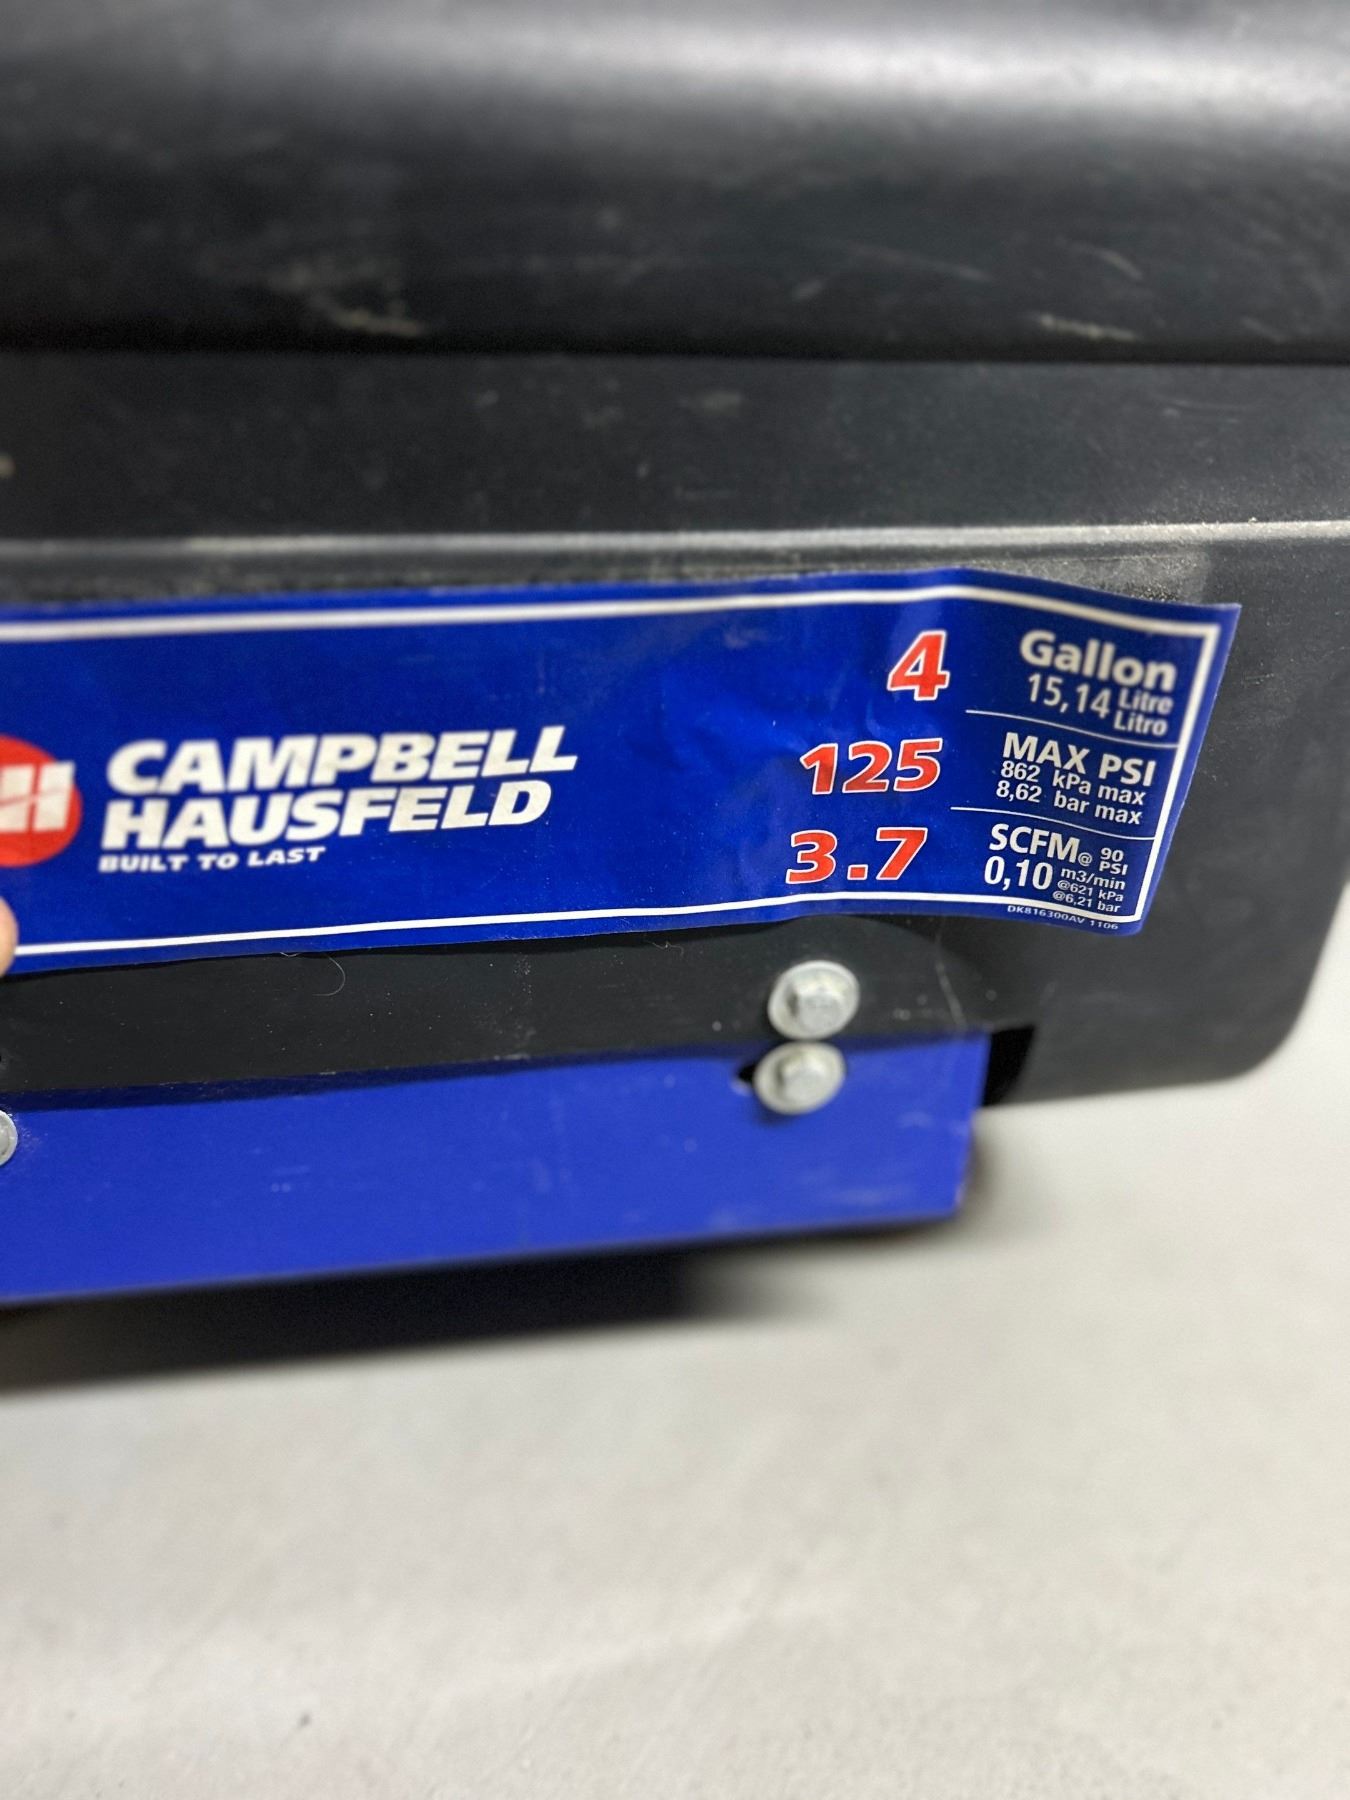 CAMPBELL
HAUSFELD
BUILT TO LAST
4 Gallon
15,14 Litre
Litro
125 MAX PSI
862 kPa max
8,62 bar max
3.7 SCFM @ 90 PSI
0,10 m3/min
@621 kPa
@6,21 bar
DK816300AV 1106